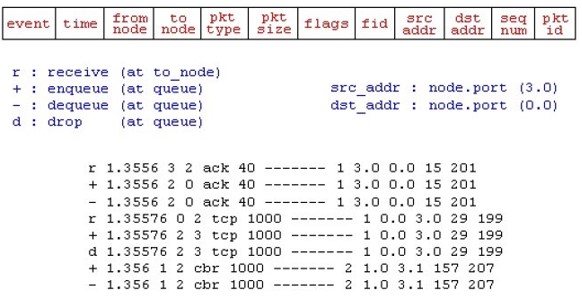 event time from node to node pkt type pkt size flags fid src addr dst addr seq num pkt id
r : receive (at to_node)
+ : enqueue (at queue) src_addr : node.port (3.0)
- : dequeue (at queue) dst_addr : node.port (0.0)
d : drop (at queue)
r 1.3556 3 2 ack 40 ------- 1 3.0 0.0 15 201
+ 1.3556 2 0 ack 40 ------- 1 3.0 0.0 15 201
- 1.3556 2 0 ack 40 ------- 1 3.0 0.0 15 201
r 1.35576 0 2 tcp 1000 ------- 1 0.0 3.0 29 199
+ 1.35576 2 3 tcp 1000 ------- 1 0.0 3.0 29 199
d 1.35576 2 3 tcp 1000 ------- 1 0.0 3.0 29 199
+ 1.356 1 2 cbr 1000 ------- 2 1.0 3.1 157 207
- 1.356 1 2 cbr 1000 ------- 2 1.0 3.1 157 207